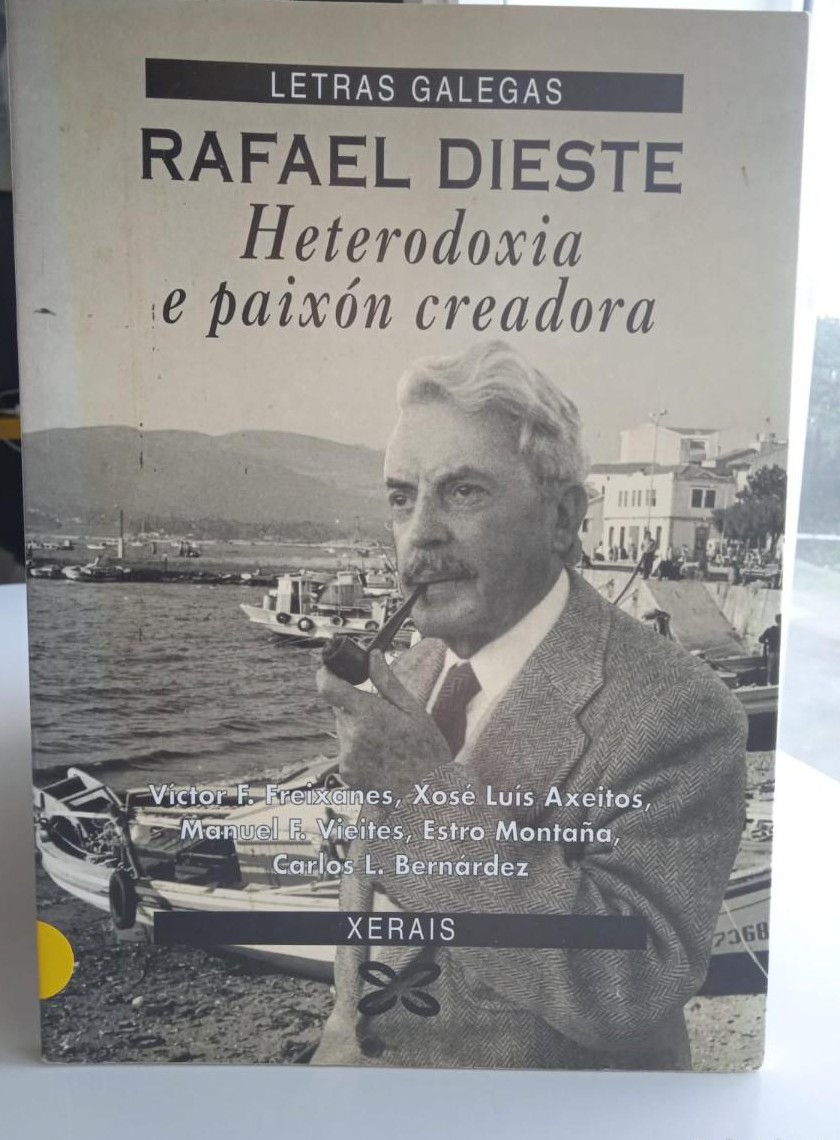 LETRAS GALEGAS
RAFAEL DIESTE
Heterodoxia
e paixón creadora
Víctor F. Freixanes, Xosé Luís Axeitos,
Manuel F. Vieites, Estro Montaña,
Carlos L. Bernárdez
XERAIS
7368